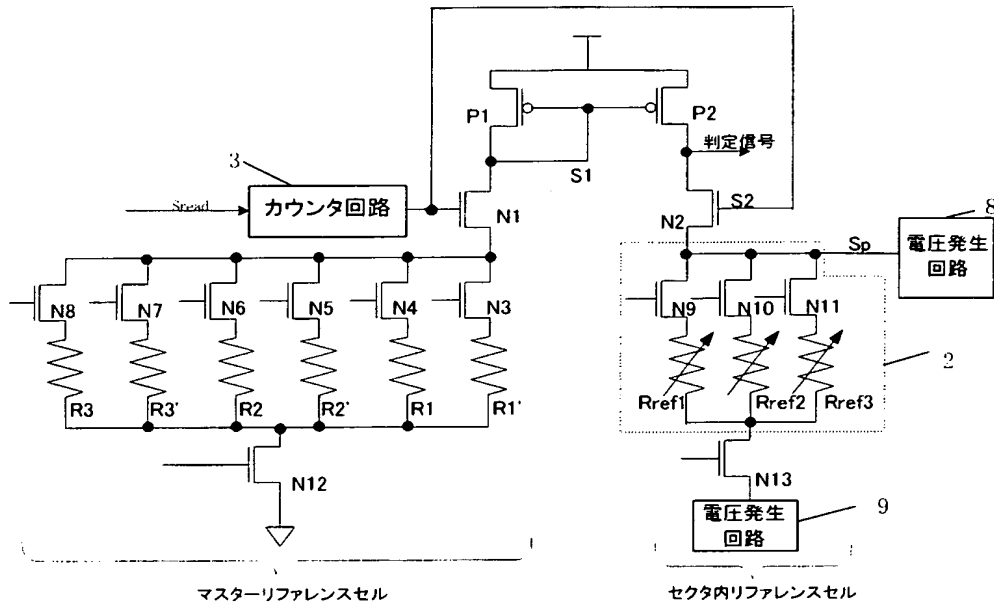 P1
P2
判定信号
S1
3
Sread
カウンタ回路
N1
N2
S2
8
電圧発生
回路
Sp
N8
N7
N6
N5
N4
N3
N9
N10
N11
2
R3
R3'
R2
R2'
R1
R1'
Rref1
Rref2
Rref3
N12
N13
電圧発生
回路
9
マスターリファレンスセル
セクタ内リファレンスセル